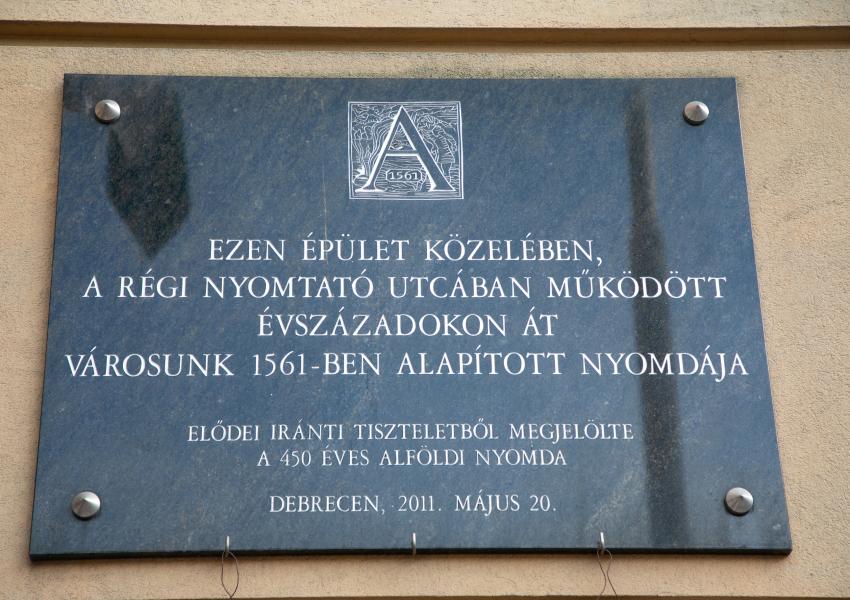 A
1561
EZEN ÉPÜLET KÖZELÉBEN,
A RÉGI NYOMTATÓ UTCÁBAN MŰKÖDÖTT
ÉVSZÁZADOKON ÁT
VÁROSUNK 1561-BEN ALAPÍTOTT NYOMDÁJA
ELŐDEI IRÁNTI TISZTELETBŐL MEGJELÖLTE
A 450 ÉVES ALFÖLDI NYOMDA
DEBRECEN, 2011. MÁJUS 20.